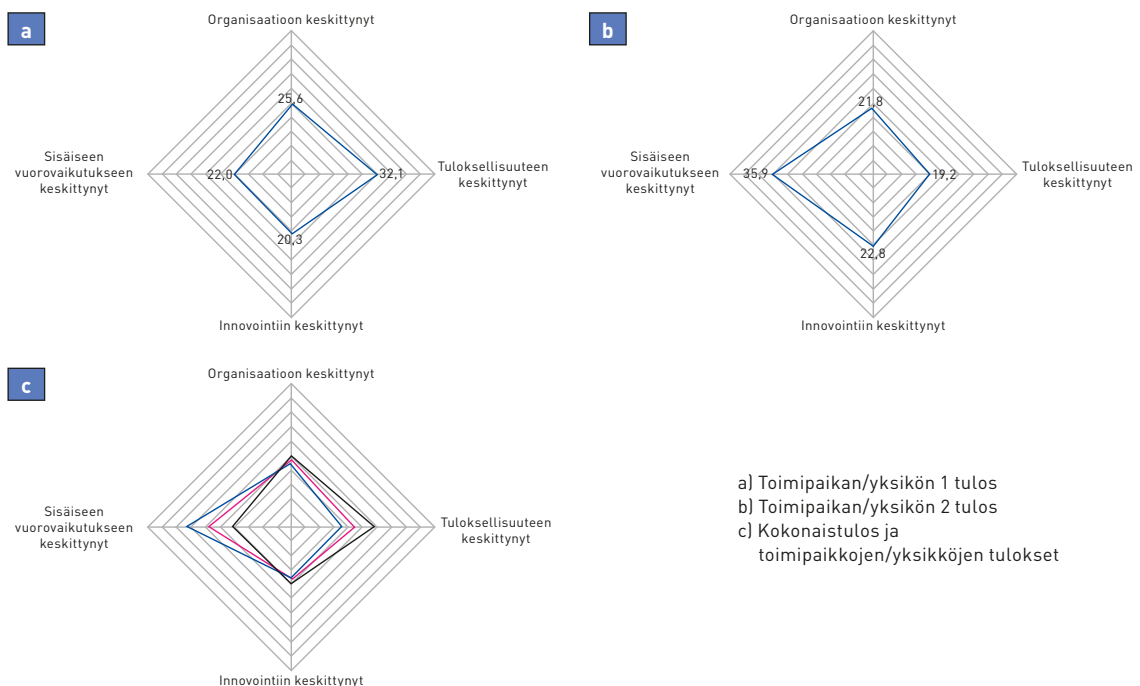 a
Organisaatioon keskittynyt
25,6
Sisäiseen
vuorovaikutukseen
keskittynyt
22,0
32,1
Tuloksellisuuteen
keskittynyt
20,3
Innovointiin keskittynyt
b
Organisaatioon keskittynyt
21,8
Sisäiseen
vuorovaikutukseen
keskittynyt
35,9
19,2
Tuloksellisuuteen
keskittynyt
22,8
Innovointiin keskittynyt
c
Organisaatioon keskittynyt
Sisäiseen
vuorovaikutukseen
keskittynyt
Tuloksellisuuteen
keskittynyt
Innovointiin keskittynyt
a) Toimipaikan/yksikön 1 tulos
b) Toimipaikan/yksikön 2 tulos
c) Kokonaistulos ja
toimipaikkojen/yksikköjen tulokset